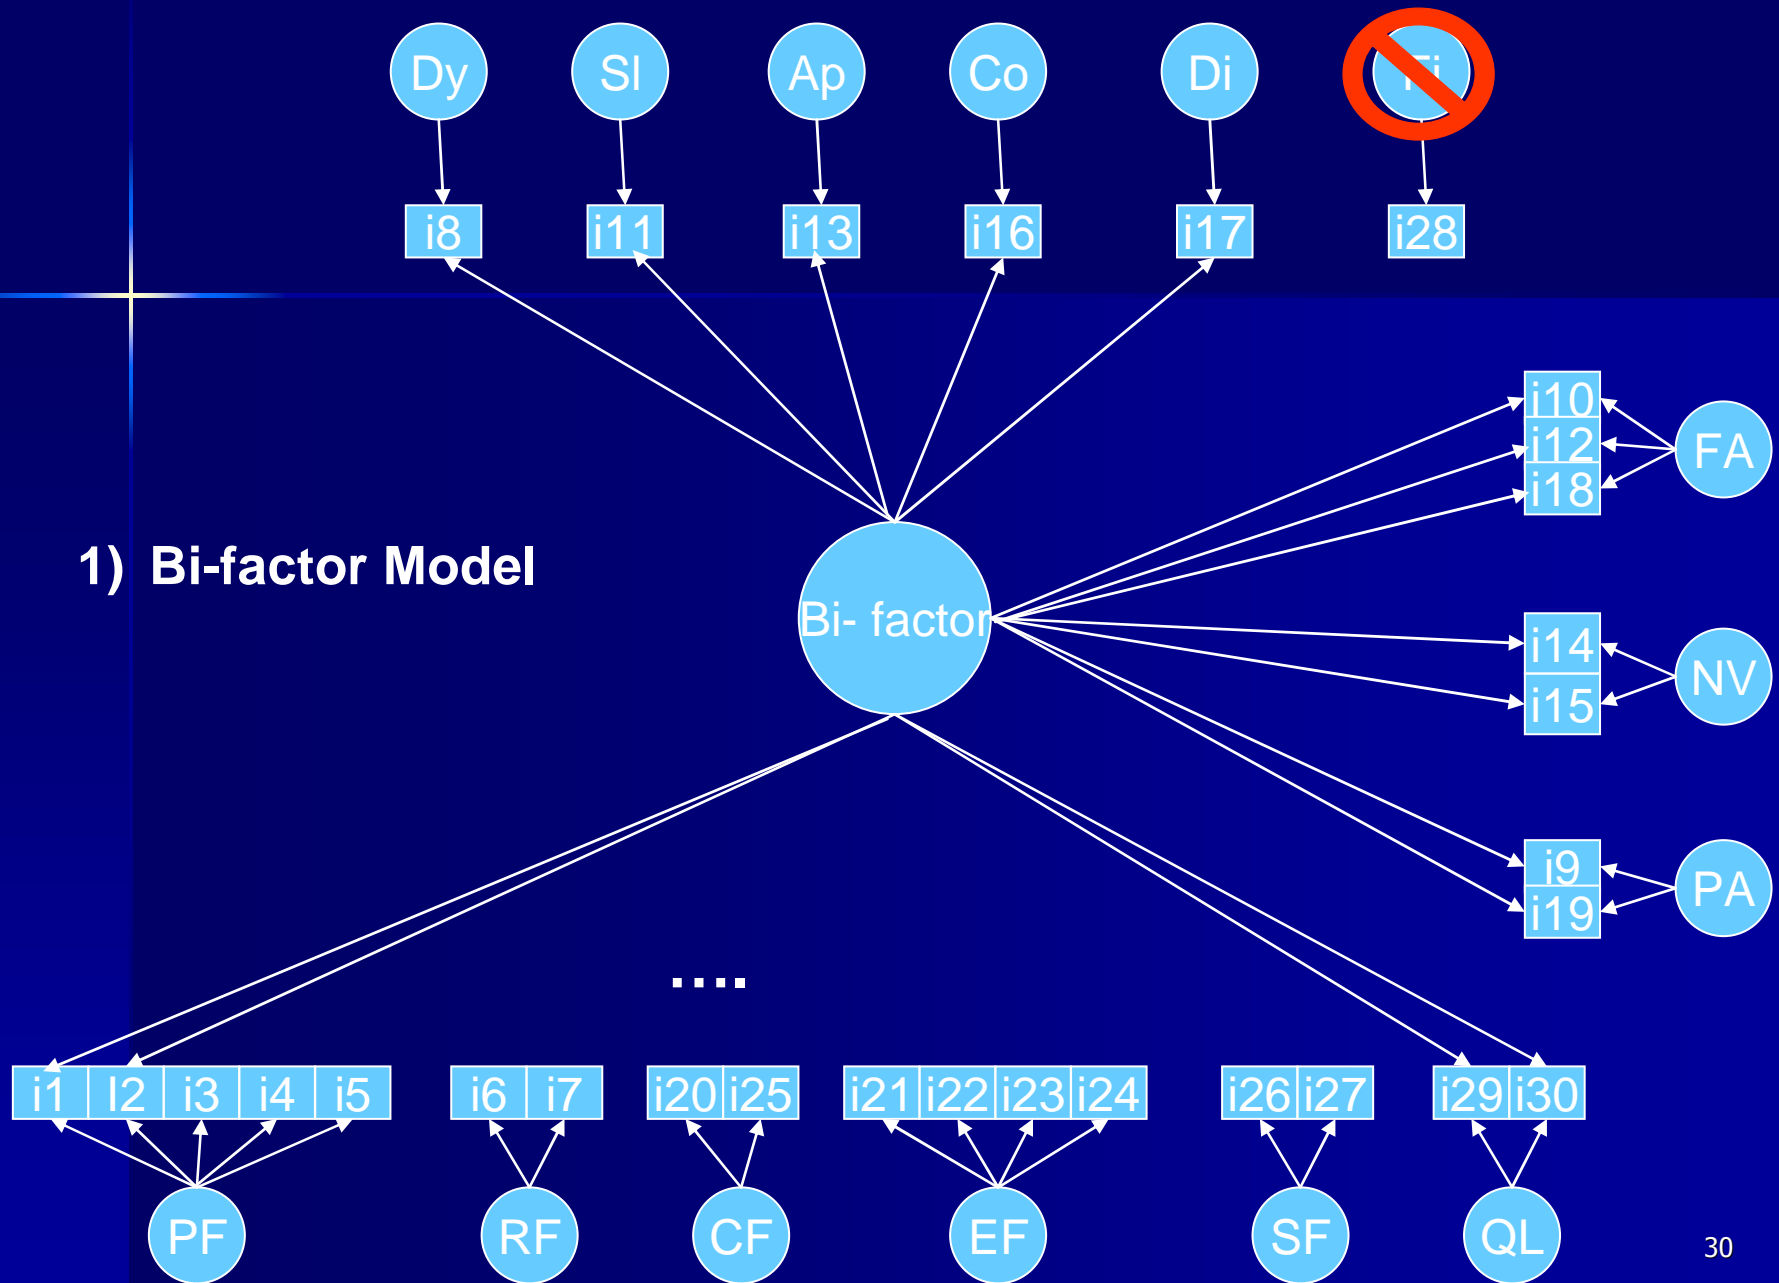 Dy Sl Ap Co Di Fi
i8 i11 i13 i16 i17 i28
i10
i12
i18
FA
1) Bi-factor Model
Bi- factor
i14
i15
NV
i9
i19
PA
....
i1 I2 i3 i4 i5 i6 i7 i20 i25 i21 i22 i23 i24 i26 i27 i29 i30
PF RF CF EF SF QL
30